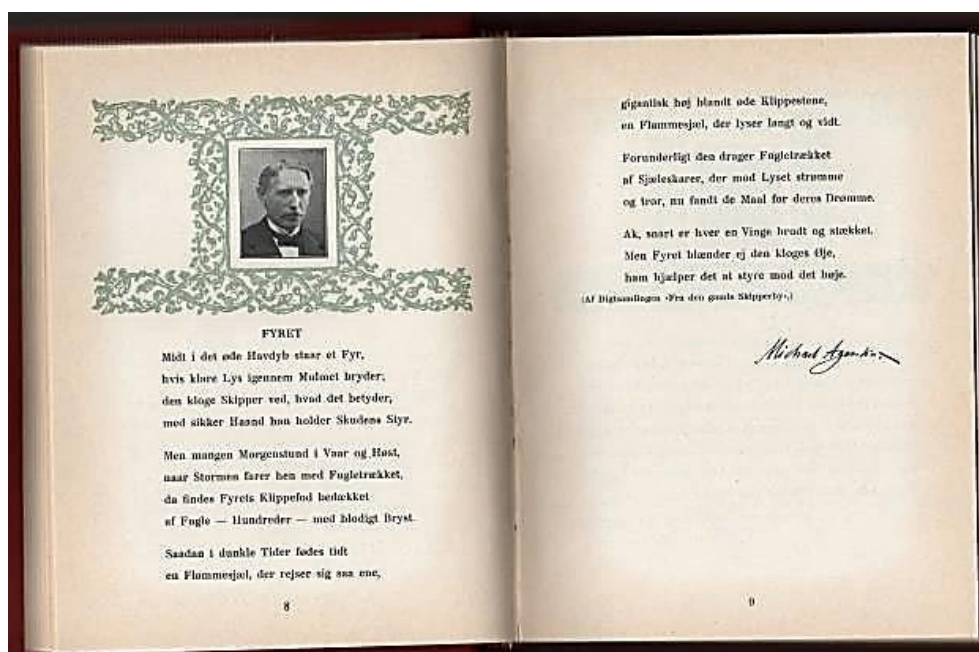 FYRET
Midt i det øde Havdyb staar et Fyr,
hvis klare Lys igennem Mulmet bryder;
den kloge Skipper ved, hvad det betyder,
med sikker Haand han holder Skudens Styr.
Men mangen Morgenstund i Vaar og Høst,
naar Stormen farer hen med Fugletrækket,
da findes Fyrets Klippefod bedækket
af Fugle — Hundreder — med blodigt Bryst.
Saadan i dunkle Tider fødes tidt
en Flammesjæl, der rejser sig saa ene,
8
gigantisk høj blandt øde Klippestene,
en Flammesjæl, der lyser langt og vidt.
Forunderligt den drager Fugletrækket
af Sjæleskarer, der mod Lyset strømme
og tror, nu fandt de Maal for deres Drømme.
Ak, snart er hver en Vinge brudt og stækket.
Men Fyret blænder ej den kloges Øje,
ham hjælper det at styre mod det høje.
(Af Digtsamlingen »Fra den gamle Skipperby«.)
Michael
9